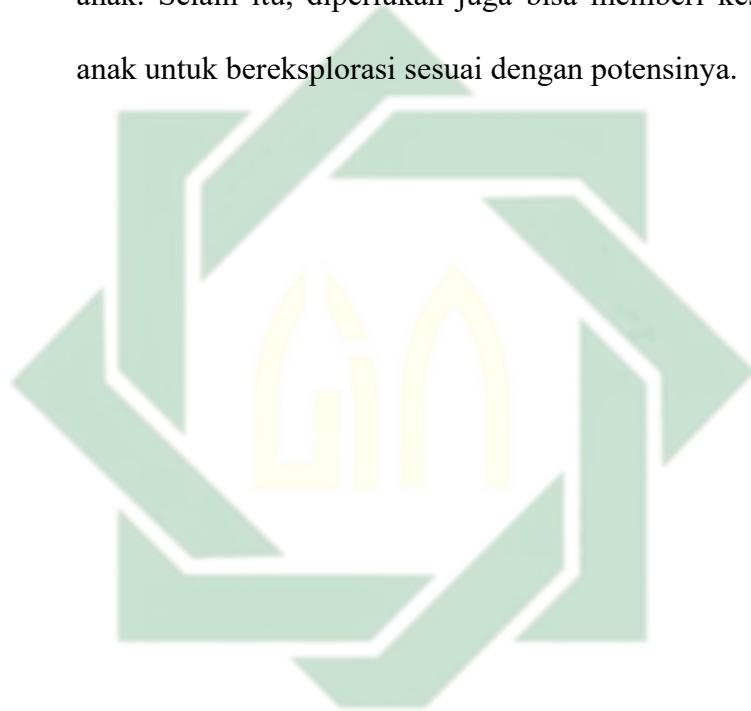 anak. Selain itu, diperlukan juga bisa memberi
anak untuk bereksplorasi sesuai dengan potensinya.